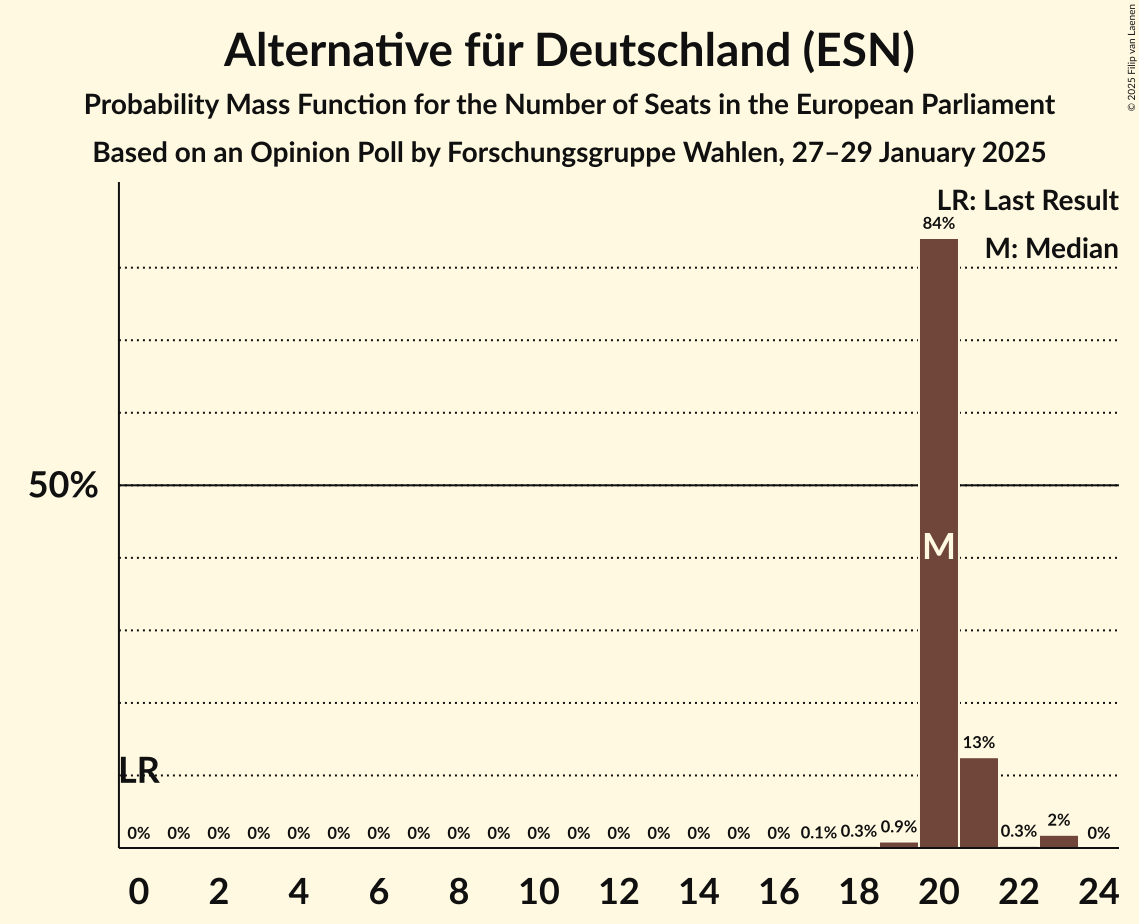 Alternative für Deutschland (ESN)
Probability Mass Function for the Number of Seats in the European Parliament
Based on an Opinion Poll by Forschungsgruppe Wahlen, 27–29 January 2025
© 2025 Filip van Laenen
LR: Last Result
84%
M: Median
50%
M
13%
LR
0% 0% 0% 0% 0% 0% 0% 0% 0% 0% 0% 0% 0% 0% 0% 0% 0% 0.1% 0.3% 0.9% 0.3% 2% 0%
0 2 4 6 8 10 12 14 16 18 20 22 24